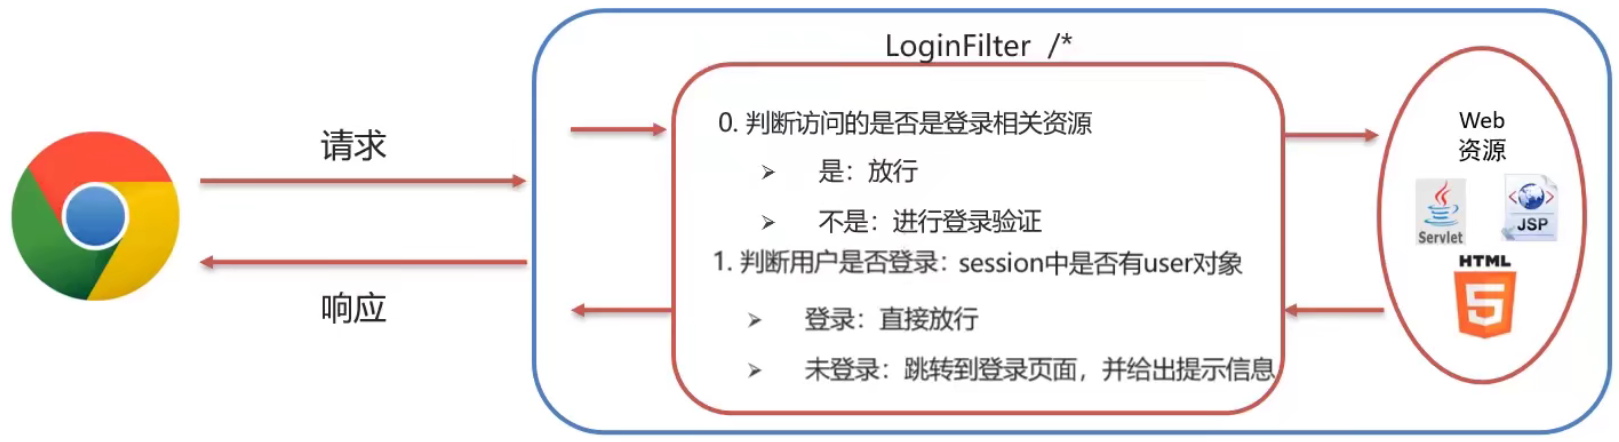 LoginFilter /*
请求
响应
0. 判断访问的是否是登录相关资源
➢ 是：放行
➢ 不是：进行登录验证
1. 判断用户是否登录：session中是否有user对象
➢ 登录：直接放行
➢ 未登录：跳转到登录页面，并给出提示信息
Web
资源
Servlet
JSP
HTML
5